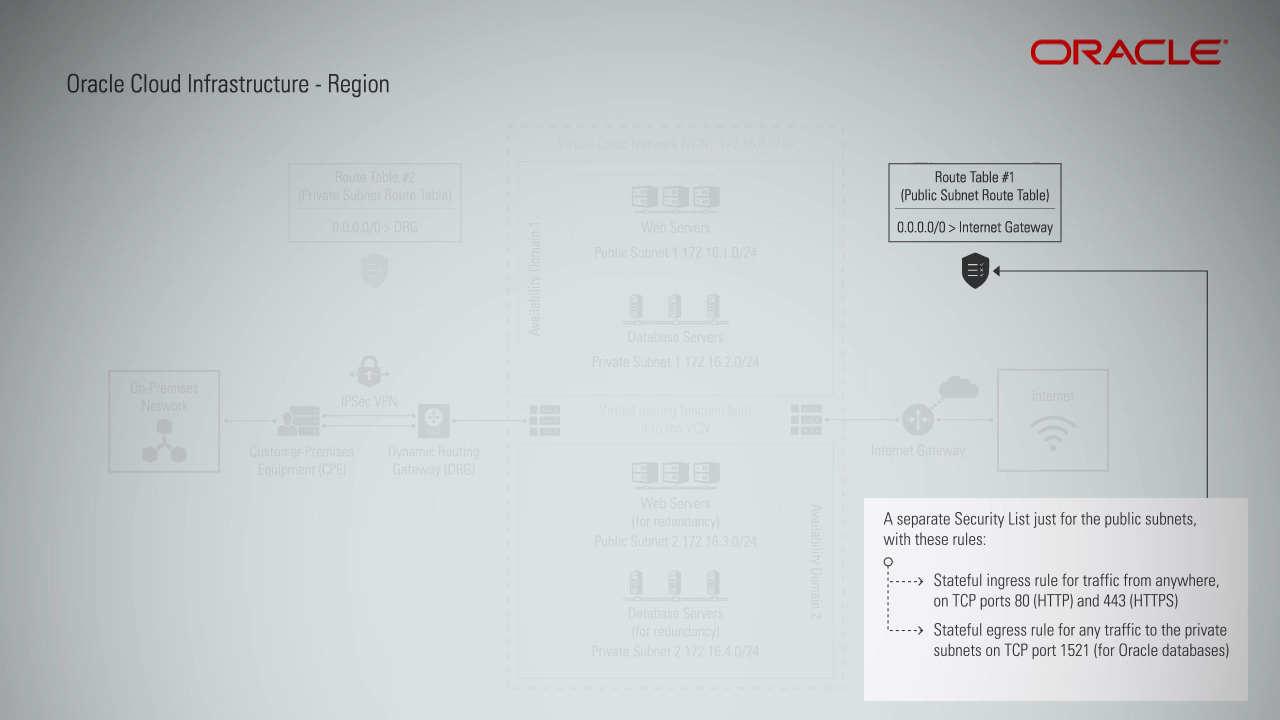 ORACLE
Oracle Cloud Infrastructure - Region
Virtual Cloud Network (VCN) 172.16.0.0/16
Route Table #2
(Private Subnet Route Table)
0.0.0.0/0 > DRG
Route Table #1
(Public Subnet Route Table)
0.0.0.0/0 > Internet Gateway
Availability Domain 1
Web Servers
Public Subnet 1 172.16.1.0/24
Database Servers
Private Subnet 1 172.16.2.0/24
On-Premises
Network
IPSec VPN
Customer-Premises
Equipment (CPE)
Dynamic Routing
Gateway (DRG)
Virtual routing function built
into the VCN
Internet Gateway
Internet
Web Servers
(for redundancy)
Public Subnet 2 172.16.3.0/24
Availability Domain 2
Database Servers
(for redundancy)
Private Subnet 2 172.16.4.0/24
A separate Security List just for the public subnets,
with these rules:
Stateful ingress rule for traffic from anywhere,
on TCP ports 80 (HTTP) and 443 (HTTPS)
Stateful egress rule for any traffic to the private
subnets on TCP port 1521 (for Oracle databases)